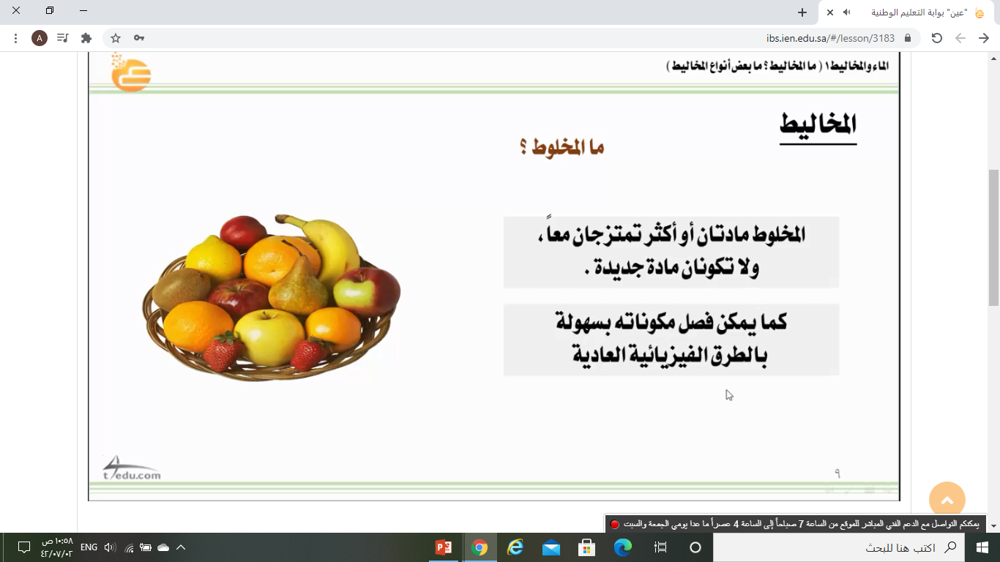 "عين" بوابة التعليم الوطنية
ibs.ien.edu.sa/#/lesson/3183
A
الماء والمخاليط ١ ( ما المخاليط ؟ ما بعض أنواع المخاليط )
المخاليط
ما المخلوط ؟
المخلوط مادتان أو أكثر تمتزجان معاً ،
ولا تكونان مادة جديدة .
كما يمكن فصل مكوناته بسهولة
بالطرق الفيزيائية العادية
t4edu.com
٩
يمكنكم التواصل مع الدعم الفني المباشر للموقع من الساعة 7 صباحاً إلى الساعة 4 عصراً ما عدا يومي الجمعة والسبت
اكتب هنا للبحث
ENG
١٠:٥٨ ص
٤٢/٠٧/٠٢